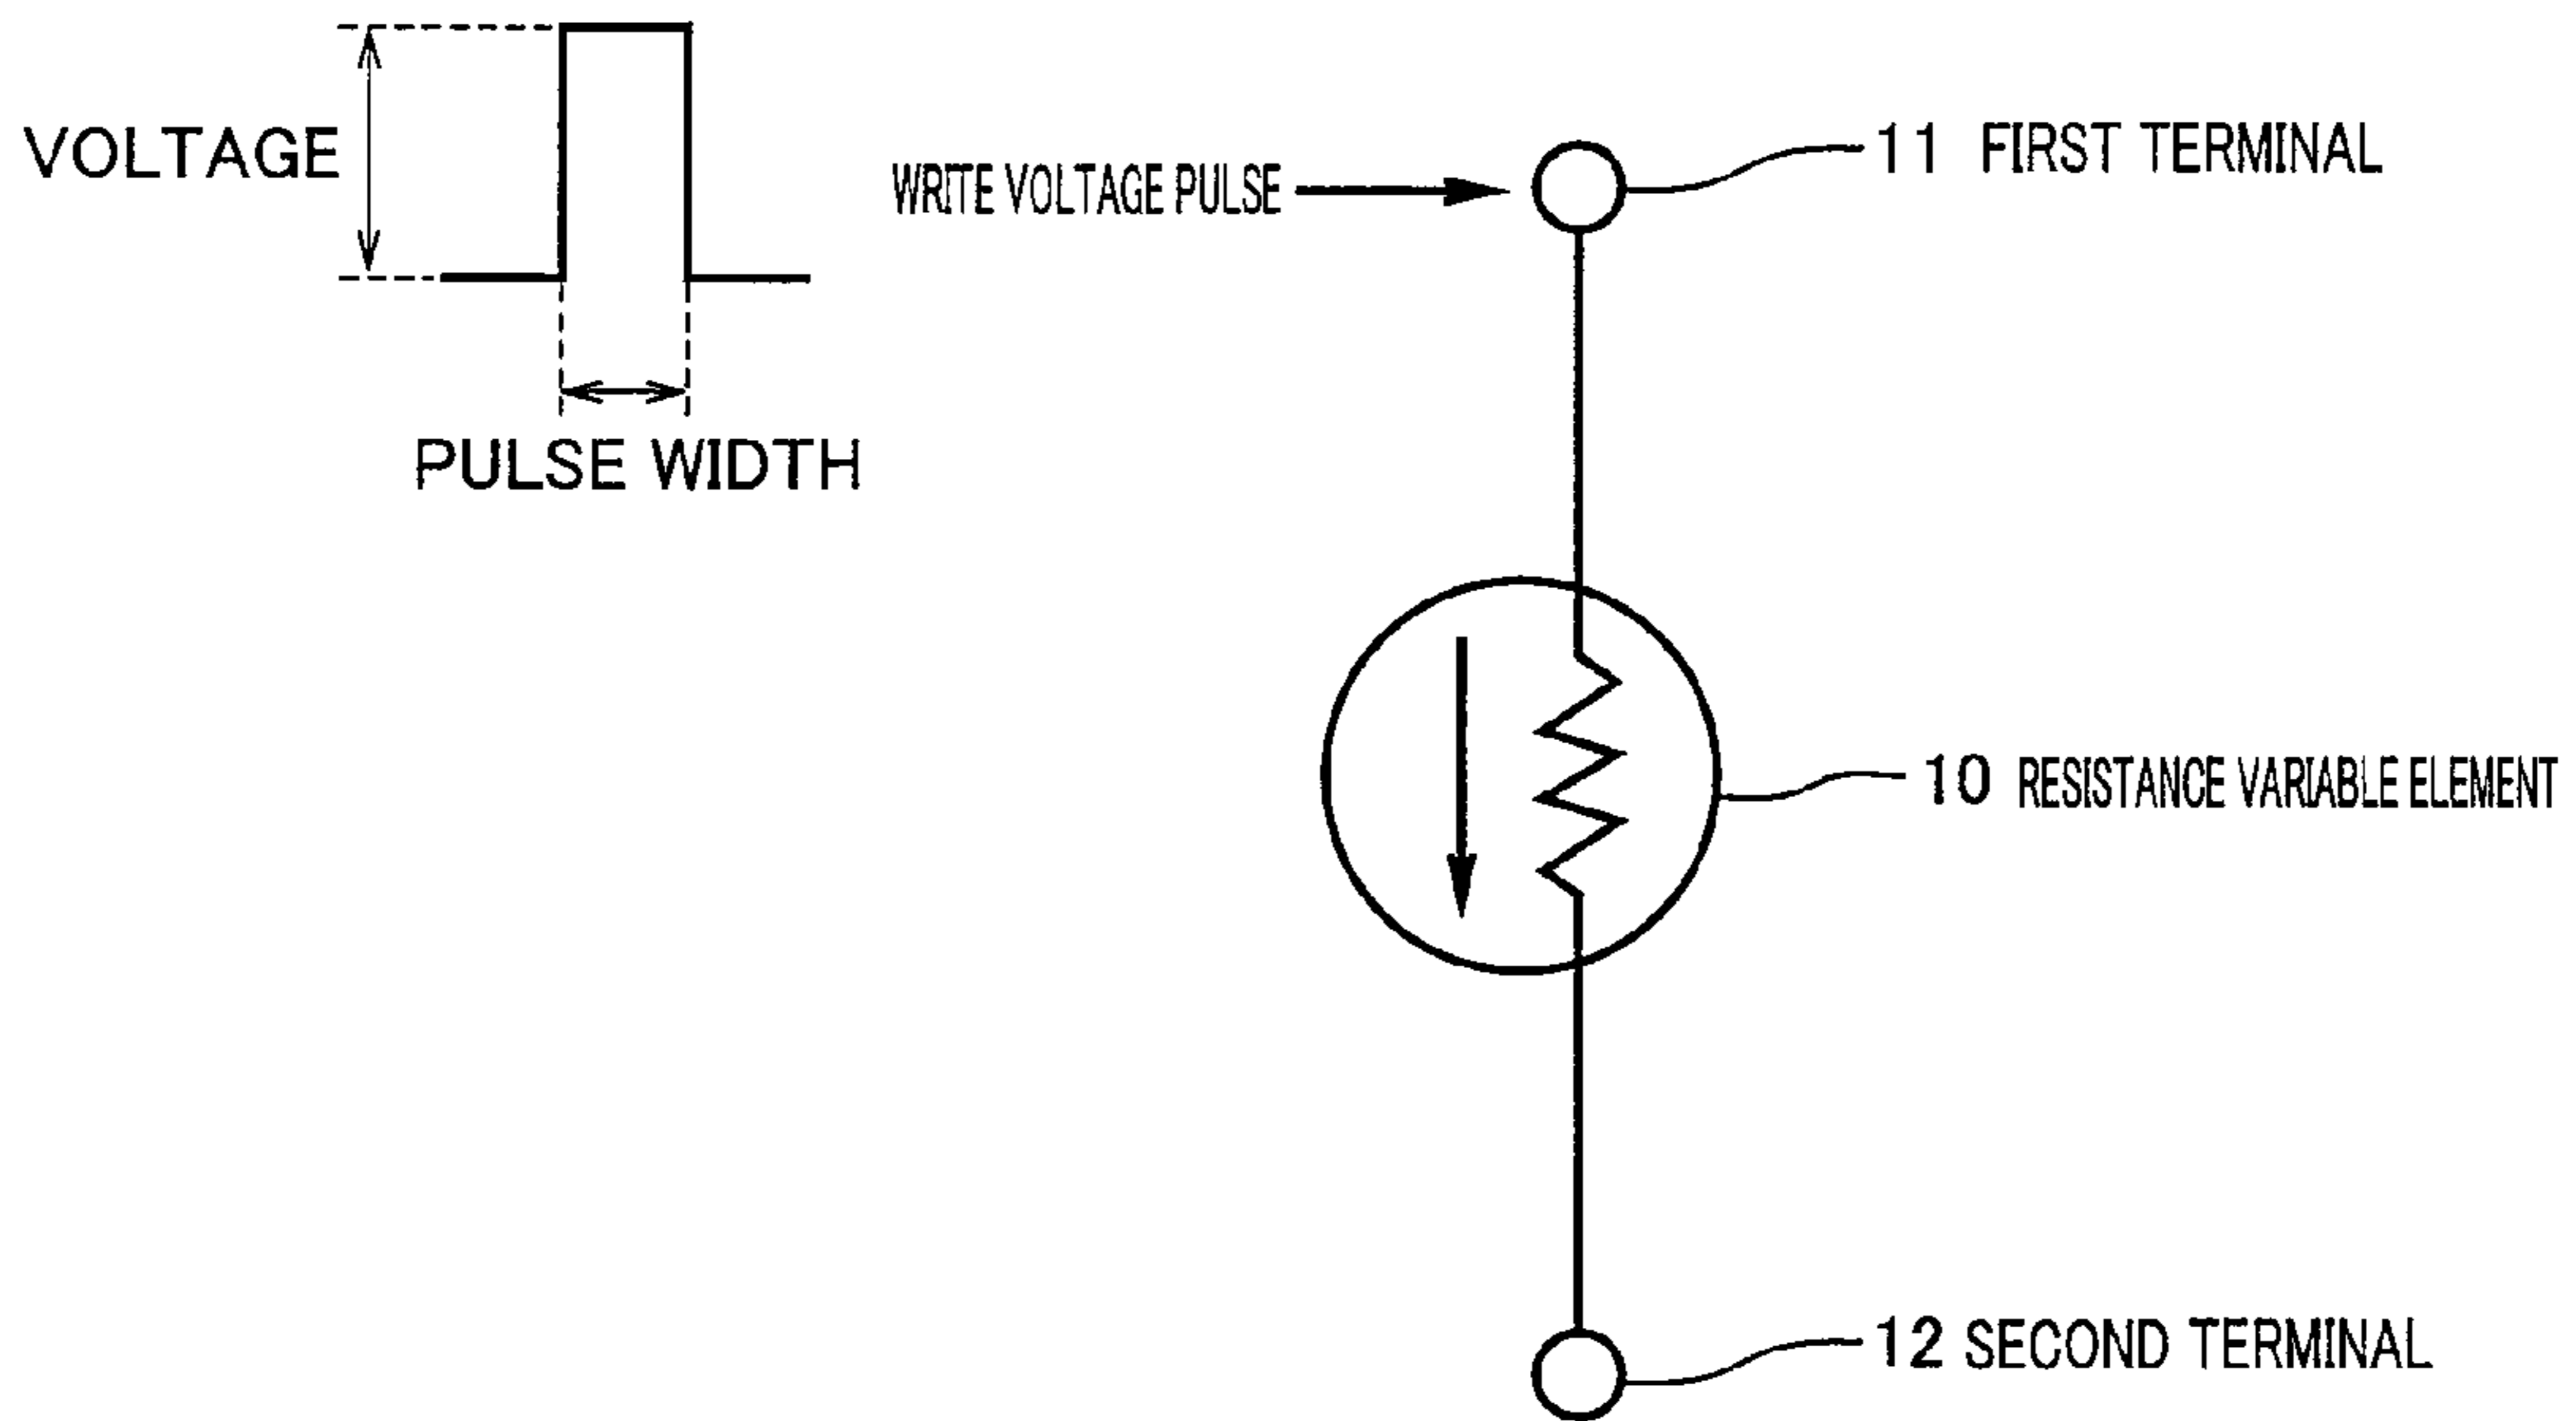 VOLTAGE
PULSE WIDTH
WRITE VOLTAGE PULSE
11 FIRST TERMINAL
10 RESISTANCE VARIABLE ELEMENT
12 SECOND TERMINAL